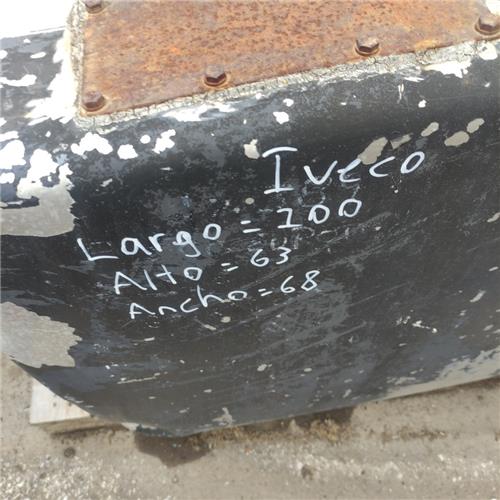 Iveco
Largo = 200
Alto = 63
Ancho = 68